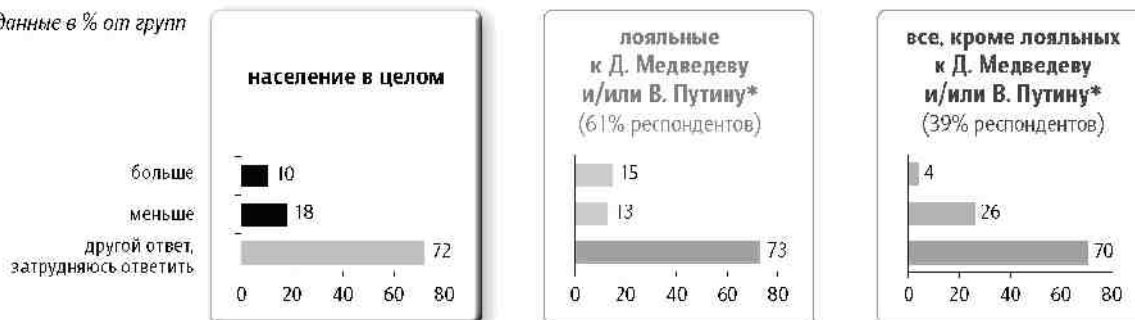 данные в % от групп
население в целом
лояльные
к Д. Медведеву
и/или В. Путину*
(61% респондентов)
все, кроме лояльных
к Д. Медведеву
и/или В. Путину*
(39% респондентов)
больше
10
15
4
меньше
18
13
26
другой ответ,
затрудняюсь ответить
72
73
70
0 20 40 60 80
0 20 40 60 80
0 20 40 60 80